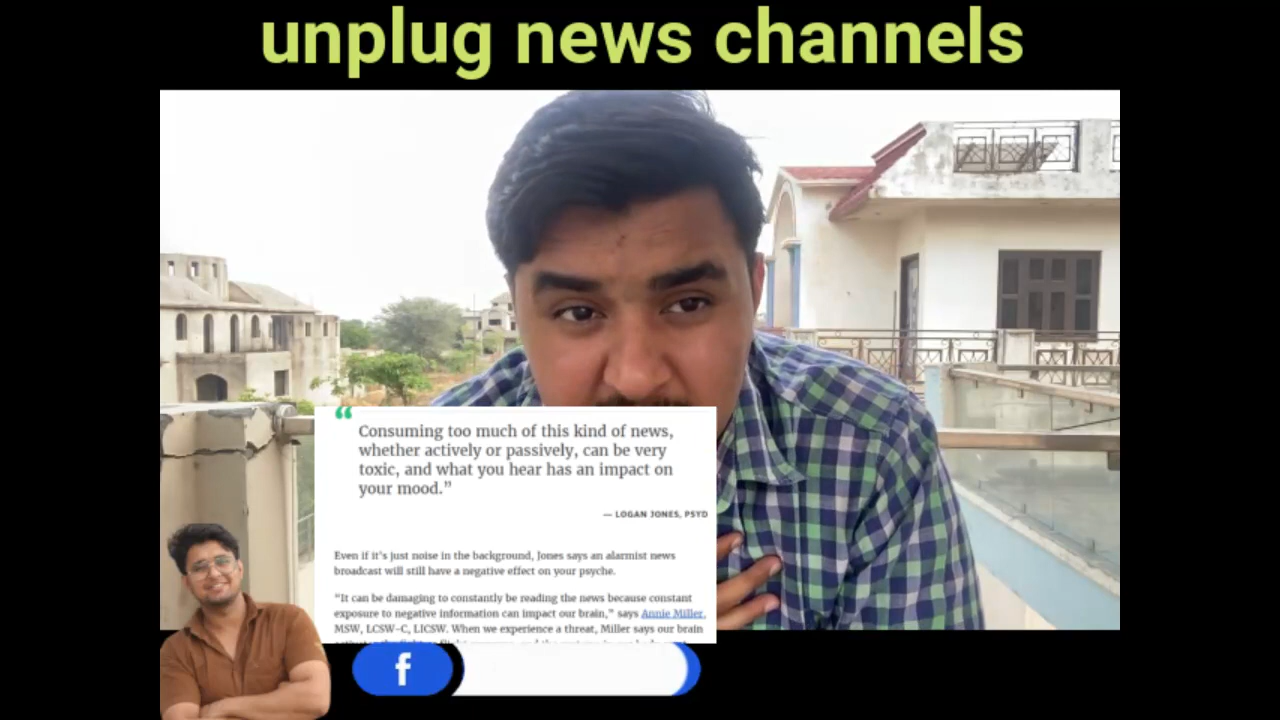 unplug news channels
“
Consuming too much of this kind of news,
whether actively or passively, can be very
toxic, and what you hear has an impact on
your mood.”
— LOGAN JONES, PSYD
Even if it's just noise in the background, Jones says an alarmist news
broadcast will still have a negative effect on your psyche.
“It can be damaging to constantly be reading the news because constant
exposure to negative information can impact our brain,” says Annie Miller,
MSW, LCSW-C, LICSW. When we experience a threat, Miller says our brain
f